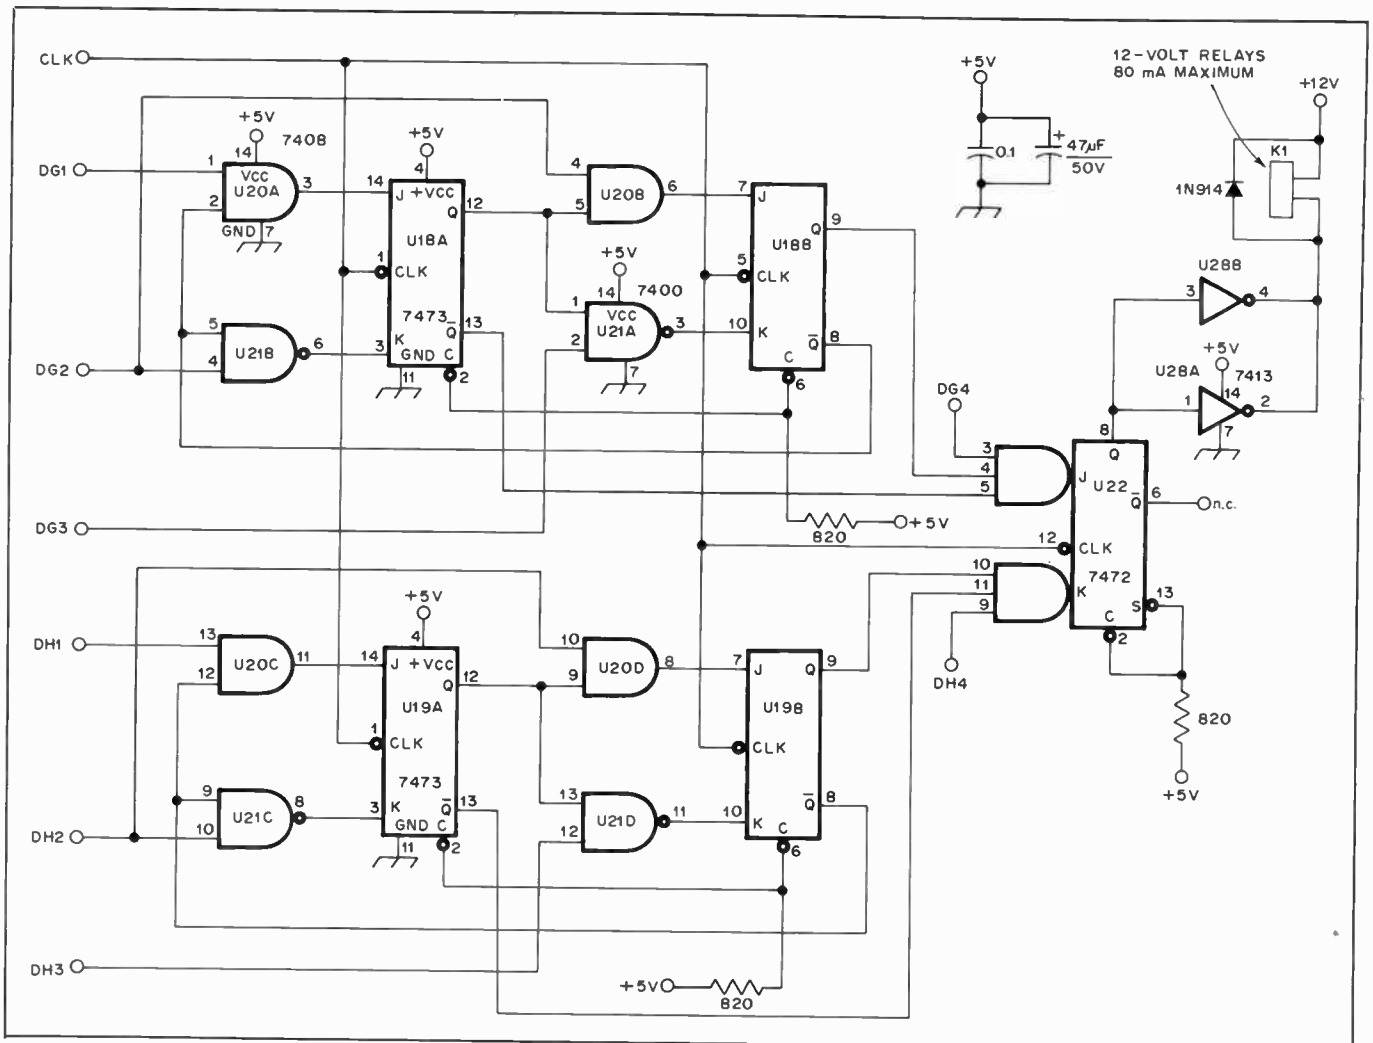 CLK
+5V
7408
14
DG1
1
VCC
U20A
3
2
GND
7
5
U21B
6
4
DG2
+5V
4
14
J
+VCC
Q
12
U18A
1
CLK
7473
Q̅
13
K
3
GND
C
11
2
4
U20B
6
5
+5V
14
7400
1
VCC
U21A
3
2
7
7
J
Q
9
U18B
5
CLK
10
K
Q̅
8
C
6
820
+5V
DG3
+5V
0.1
+
47µF
50V
12-VOLT RELAYS
80 mA MAXIMUM
+12V
K1
1N914
U28B
3
4
+5V
U28A
7413
14
1
2
7
DG4
3
4
5
8
Q
J
U22
Q̅
6
n.c.
12
CLK
7472
10
11
9
K
S
13
C
2
DH4
820
+5V
DH1
13
U20C
11
12
9
U21C
8
10
DH2
+5V
4
14
J
+VCC
Q
12
U19A
1
CLK
7473
3
K
Q̅
13
GND
C
11
2
10
U20D
8
9
13
U21D
11
12
7
J
Q
9
U19B
CLK
Q̅
8
10
K
C
6
DH3
+5V
820